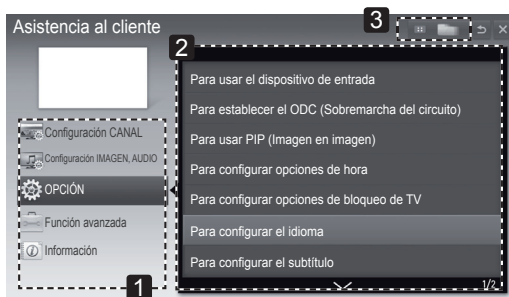 Asistencia al cliente
3
2
Configuración CANAL
Configuración IMAGEN, AUDIO
OPCIÓN
Función avanzada
Información
1
Para usar el dispositivo de entrada
Para establecer el ODC (Sobremarcha del circuito)
Para usar PIP (Imagen en imagen)
Para configurar opciones de hora
Para configurar opciones de bloqueo de TV
Para configurar el idioma
Para configurar el subtítulo
1/2